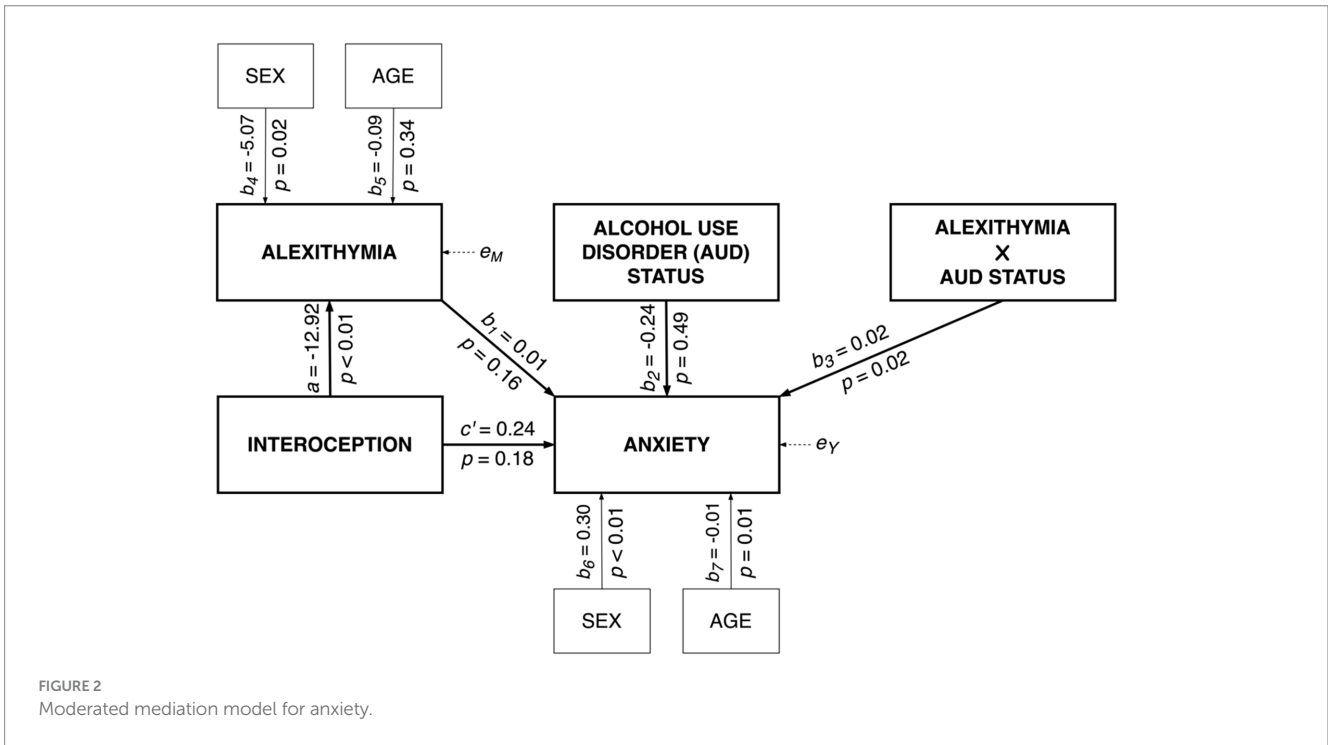 SEX
AGE
b4 = -5.07
p = 0.02
b5 = -0.09
p = 0.34
ALEXITHYMIA
eM
ALCOHOL USE
DISORDER (AUD)
STATUS
ALEXITHYMIA
X
AUD STATUS
a = -12.92
p < 0.01
b1 = 0.01
p = 0.16
b2 = -0.24
p = 0.49
b3 = 0.02
p = 0.02
INTEROCEPTION
c' = 0.24
p = 0.18
ANXIETY
eY
b6 = 0.30
p < 0.01
b7 = -0.01
p = 0.01
SEX
AGE
FIGURE 2
Moderated mediation model for anxiety.